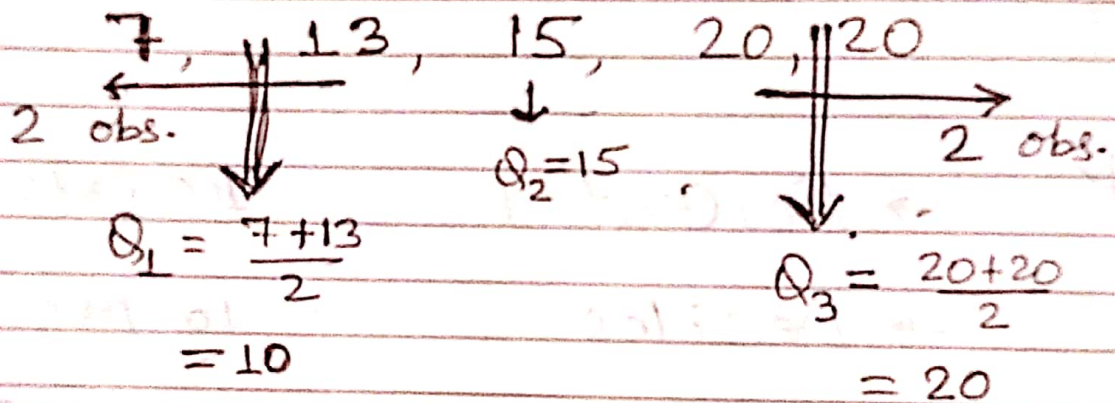 7, 13, 15, 20, 20
2 obs. 2 obs.
Q₂=15
Q₁ = 7+13/2
Q₃ = 20+20/2
=10
= 20